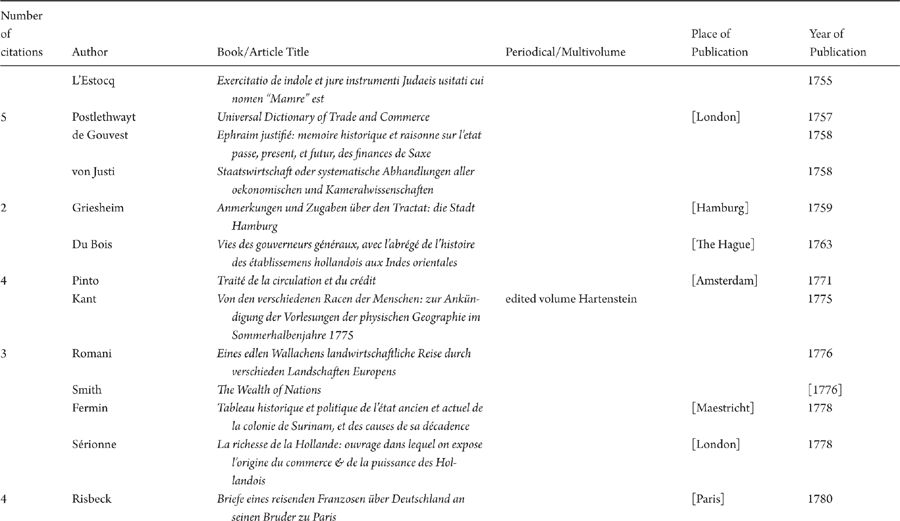 Number
of
citations Author Book/Article Title Periodical/Multivolume Place of
Publication Year of
Publication
L'Estocq Exercitatio de indole et jure instrumenti Judaeis usitati cui 1755
nomen “Mamre” est
5 Postlethwayt Universal Dictionary of Trade and Commerce [London] 1757
de Gouvest Ephraim justifié: memoire historique et raisonne sur l'etat 1758
passe, present, et futur, des finances de Saxe
von Justi Staatswirtschaft oder systematische Abhandlungen aller 1758
oekonomischen und Kameralwissenschaften
2 Griesheim Anmerkungen und Zugaben über den Tractat: die Stadt [Hamburg] 1759
Hamburg
Du Bois Vies des gouverneurs généraux, avec l'abrégé de l'histoire [The Hague] 1763
des établissemens hollandois aux Indes orientales
4 Pinto Traité de la circulation et du crédit [Amsterdam] 1771
Kant Von den verschiedenen Racen der Menschen: zur Ankün- edited volume Hartenstein 1775
digung der Vorlesungen der physischen Geographie im
Sommerhalbenjahre 1775
3 Romani Eines edlen Wallachens landwirtschaftliche Reise durch 1776
verschieden Landschaften Europens
Smith The Wealth of Nations [1776]
Fermin Tableau historique et politique de l'état ancien et actuel de [Maestricht] 1778
la colonie de Surinam, et des causes de sa décadence
Sérionne La richesse de la Hollande: ouvrage dans lequel on expose [London] 1778
l'origine du commerce & de la puissance des Hol-
landois
4 Risbeck Briefe eines reisenden Franzosen über Deutschland an [Paris] 1780
seinen Bruder zu Paris